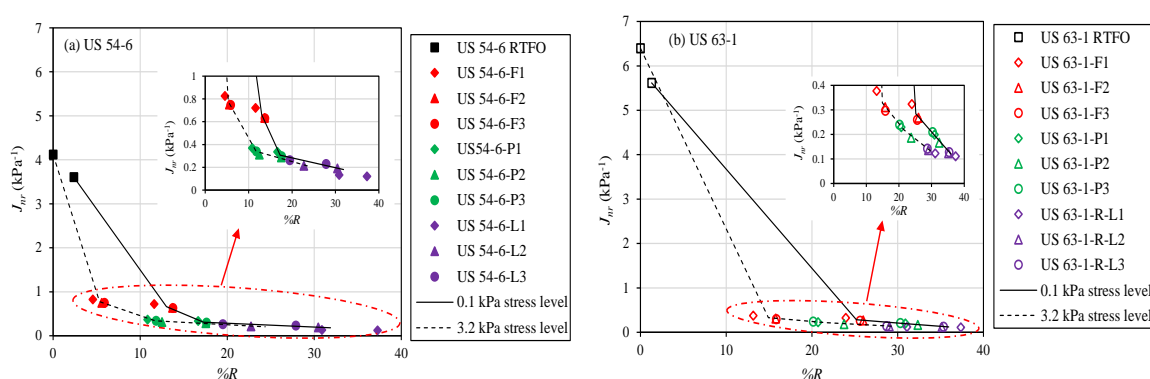 (a) US 54-6
7
6
5
4
3
2
1
0
J_nr (kPa⁻¹)
0 10 20 30 40
%R
1
0.8
0.6
0.4
0.2
0
J_nr (kPa⁻¹)
0 10 20 30 40
%R
US 54-6 RTFO
US 54-6-F1
US 54-6-F2
US 54-6-F3
US54-6-P1
US 54-6-P2
US 54-6-P3
US 54-6-L1
US 54-6-L2
US 54-6-L3
0.1 kPa stress level
3.2 kPa stress level
(b) US 63-1
7
6
5
4
3
2
1
0
J_nr (kPa⁻¹)
0 10 20 30 40
%R
0.4
0.3
0.2
0.1
0
J_nr (kPa⁻¹)
0 10 20 30 40
%R
US 63-1 RTFO
US 63-1-F1
US 63-1-F2
US 63-1-F3
US 63-1-P1
US 63-1-P2
US 63-1-P3
US 63-1-R-L1
US 63-1-R-L2
US 63-1-R-L3
0.1 kPa stress level
3.2 kPa stress level